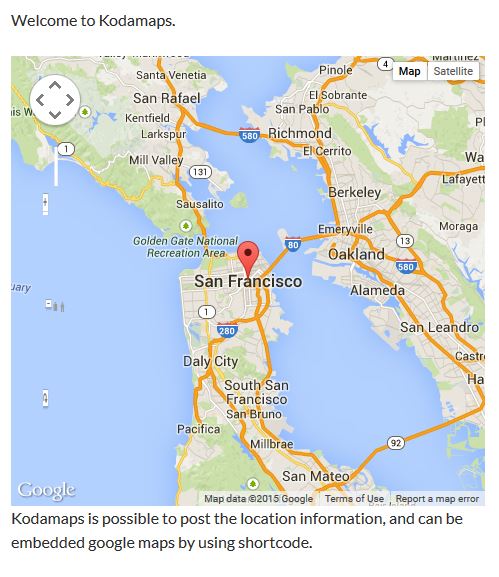 Welcome to Kodamaps.
Santa Venetia
Pinole
4
Martinez
Map
Satellite
San Rafael
El Sobrante
Kentfield
San Pablo
Larkspur
580
Richmond
1
Mill Valley
El Cerrito
131
Lafayett
Berkeley
Sausalito
Emeryville
Moraga
Golden Gate National
Recreation Area
80
13
Oakland
580
San Francisco
Alameda
1
280
San Leandro
Daly City
South San
Francisco
San Bruno
Pacifica
Millbrae
92
San Mateo
Google
Map data ©2015 Google
Terms of Use
Report a map error
Kodamaps is possible to post the location information, and can be
embedded google maps by using shortcode.